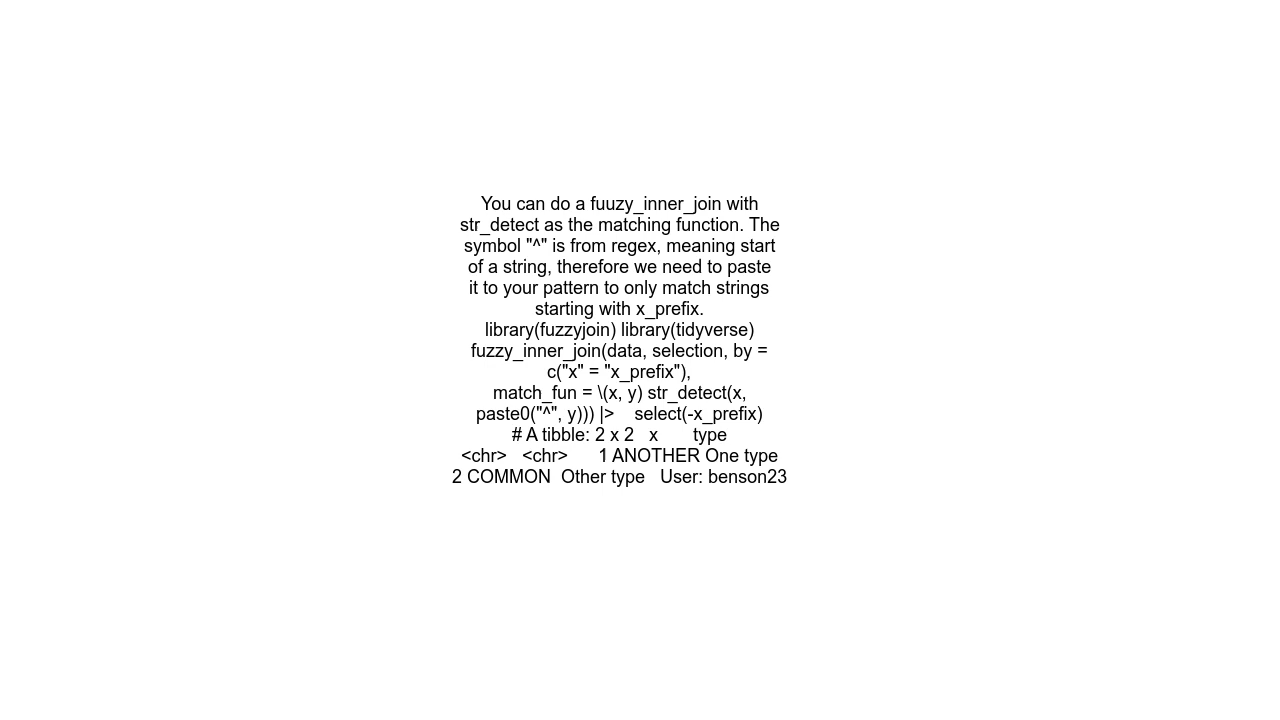 You can do a fuuzy_inner_join with
str_detect as the matching function. The
symbol "^" is from regex, meaning start
of a string, therefore we need to paste
it to your pattern to only match strings
starting with x_prefix.
library(fuzzyjoin) library(tidyverse)
fuzzy_inner_join(data, selection, by =
c("x" = "x_prefix"),
match_fun = \(x, y) str_detect(x,
paste0("^", y))) |>    select(-x_prefix)
# A tibble: 2 x 2   x       type
<chr>   <chr>      1 ANOTHER One type
2 COMMON  Other type   User: benson23